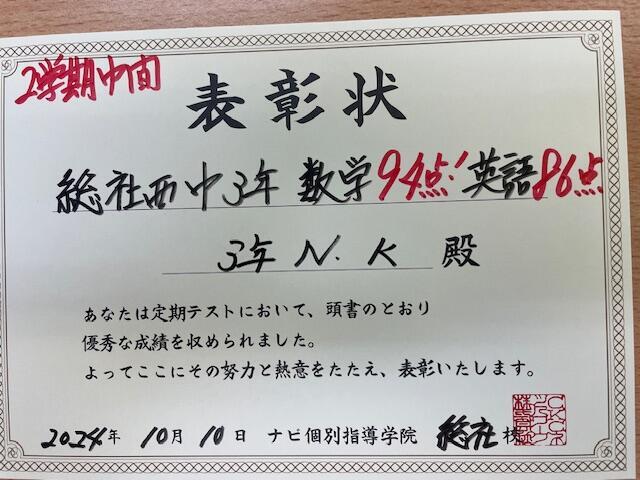 2学期中間
表彰状
総社西中3年 数学94点! 英語86点
3年 N. K 殿
あなたは定期テストにおいて、頭書のとおり
優秀な成績を収められました。
よってここにその努力と熱意をたたえ、表彰いたします。
2024年 10月10日 ナビ個別指導学院 総社校